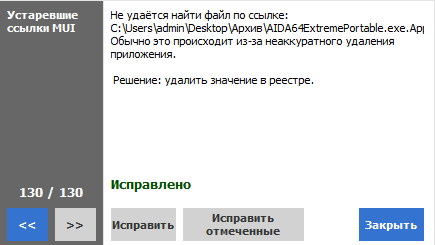 Устаревшие
ссылки MUI
Не удаётся найти файл по ссылке:
C:\Users\admin\Desktop\Архив\AIDA64ExtremePortable.exe.App
Обычно это происходит из-за неаккуратного удаления
приложения.
Решение: удалить значение в реестре.
Исправлено
130 / 130
<< >> Исправить Исправить отмеченные Закрыть